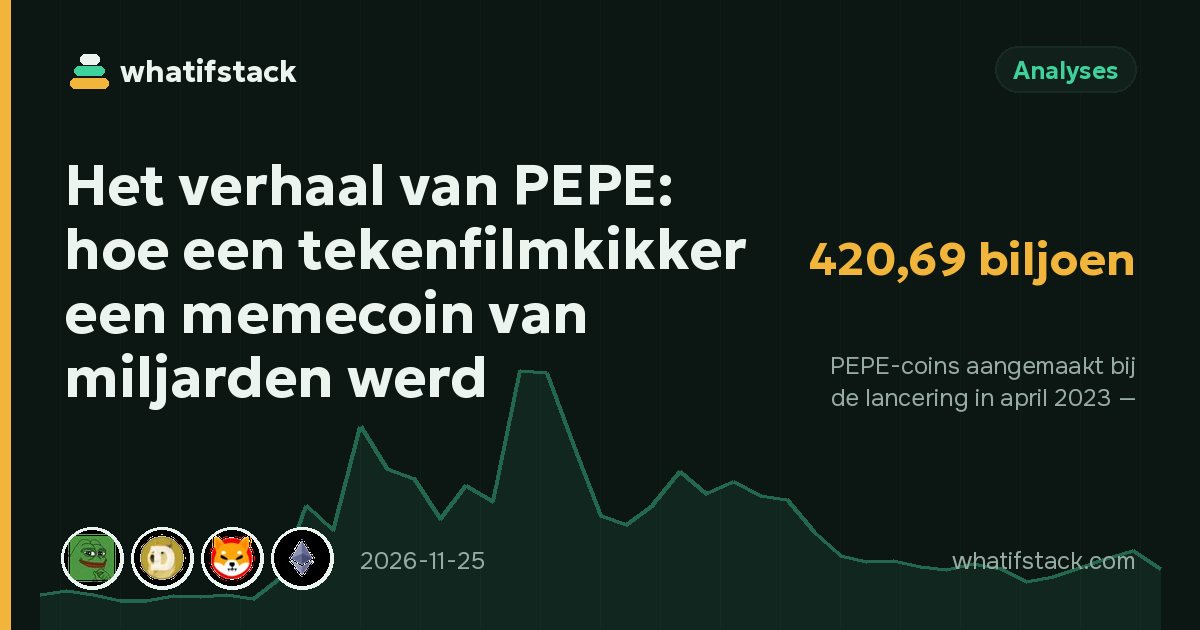 whatifstack
Analyses
Het verhaal van PEPE:
hoe een tekenfilmkikker
een memecoin van
miljarden werd
420,69 biljoen
PEPE-coins aangemaakt bij
de lancering in april 2023 —
2026-11-25
whatifstack.com